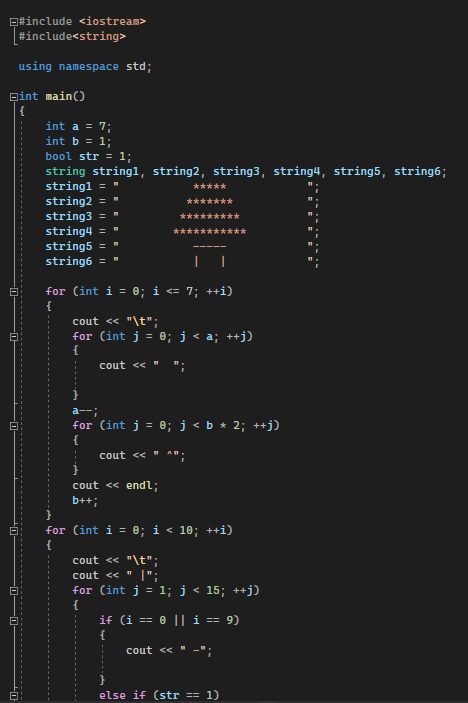 #include <iostream>
#include<string>

using namespace std;

int main()
{
    int a = 7;
    int b = 1;
    bool str = 1;
    string string1, string2, string3, string4, string5, string6;
    string1 = "           *****            ";
    string2 = "          *******           ";
    string3 = "         *********          ";
    string4 = "        ***********         ";
    string5 = "           -----            ";
    string6 = "           |   |            ";

    for (int i = 0; i <= 7; ++i)
    {
        cout << "\t";
        for (int j = 0; j < a; ++j)
        {
            cout << "  ";

        }
        a--;
        for (int j = 0; j < b * 2; ++j)
        {
            cout << " ^";
        }
        cout << endl;
        b++;
    }
    for (int i = 0; i < 10; ++i)
    {
        cout << "\t";
        cout << " |";
        for (int j = 1; j < 15; ++j)
        {
            if (i == 0 || i == 9)
            {
                cout << " -";

            }
            else if (str == 1)